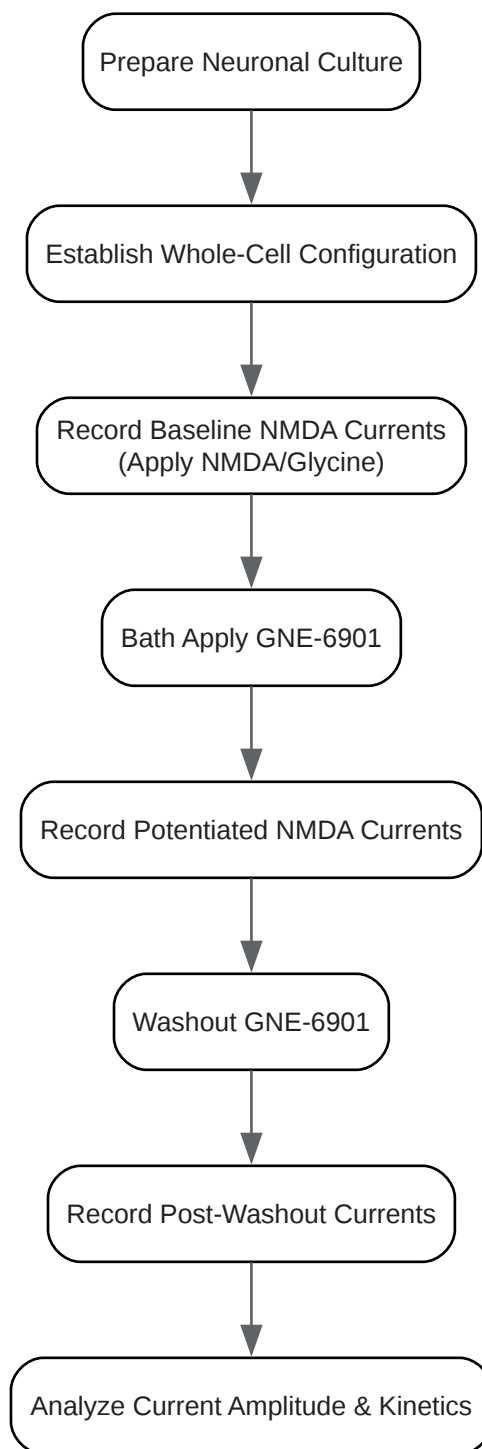 Prepare Neuronal Culture
Establish Whole-Cell Configuration
Record Baseline NMDA Currents
(Apply NMDA/Glycine)
Bath Apply GNE-6901
Record Potentiated NMDA Currents
Washout GNE-6901
Record Post-Washout Currents
Analyze Current Amplitude & Kinetics